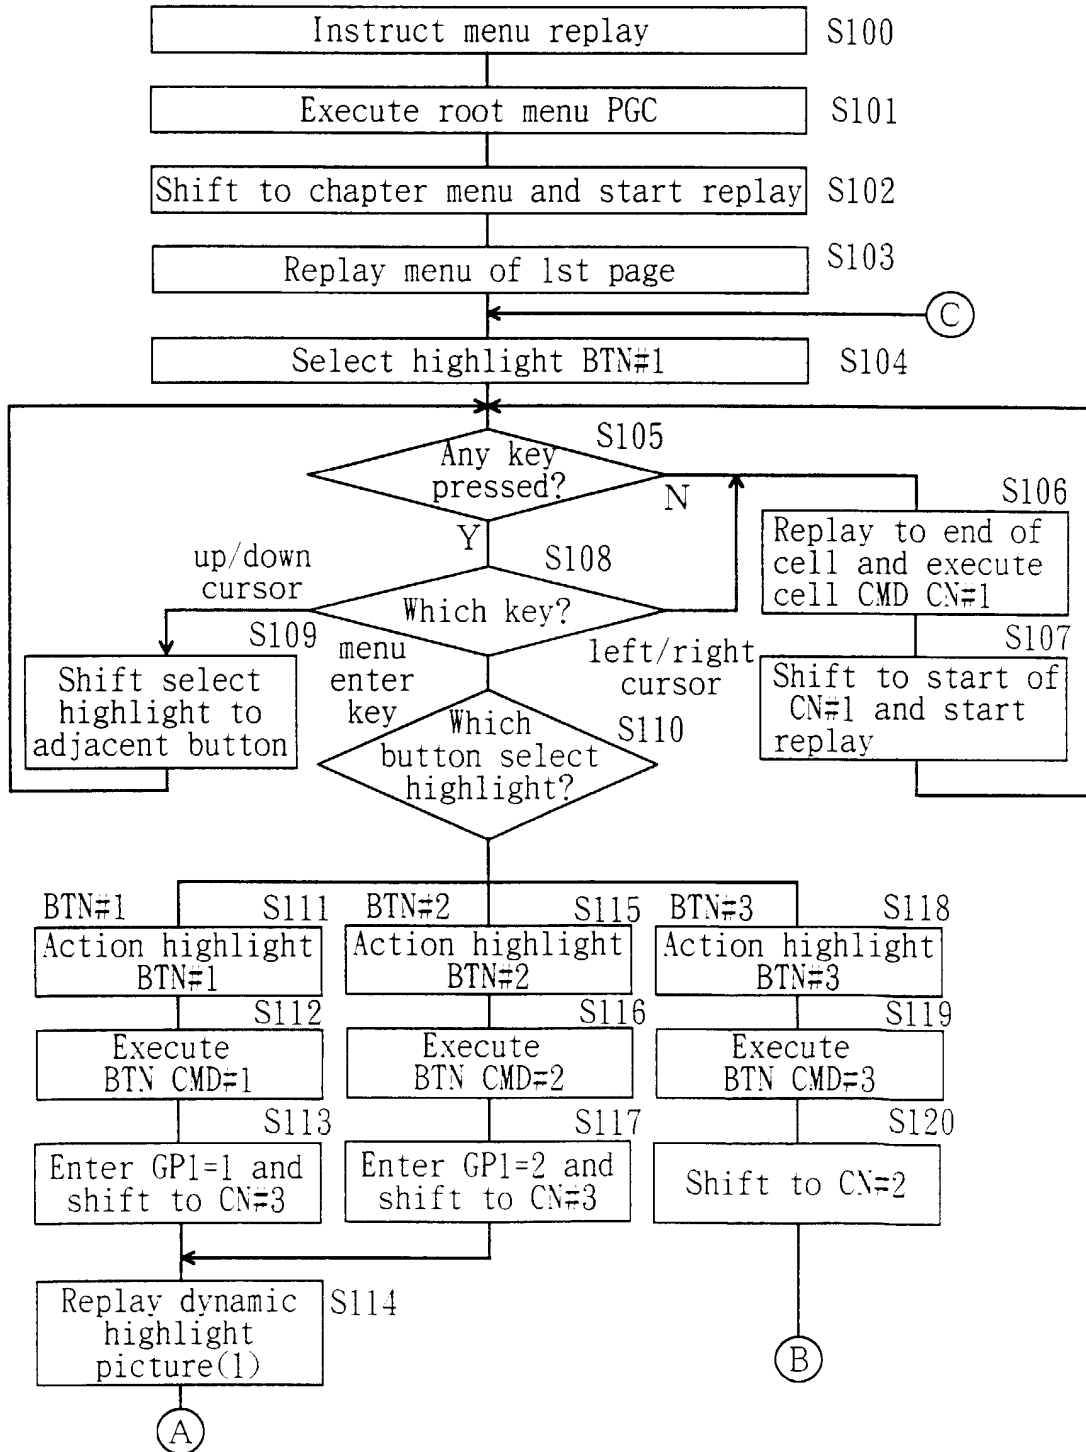 Instruct menu replay
S100
Execute root menu PGC
S101
Shift to chapter menu and start replay
S102
Replay menu of 1st page
S103
C
Select highlight BTN#1
S104
S105
Any key
pressed?
N
Y
S106
Replay to end of
cell and execute
cell CMD CN#1
up/down
cursor
S108
Which key?
S109
menu
enter
key
left/right
cursor
S107
Shift select
highlight to
adjacent button
Shift to start of
CN#1 and start
replay
S110
Which
button select
highlight?
BTN#1
S111
Action highlight
BTN#1
S112
Execute
BTN CMD=1
S113
Enter GP1=1 and
shift to CN#3
BTN#2
S115
Action highlight
BTN#2
S116
Execute
BTN CMD=2
S117
Enter GP1=2 and
shift to CN#3
BTN#3
S118
Action highlight
BTN#3
S119
Execute
BTN CMD=3
S120
Shift to CN=2
Replay dynamic
highlight
picture(1)
S114
A
B